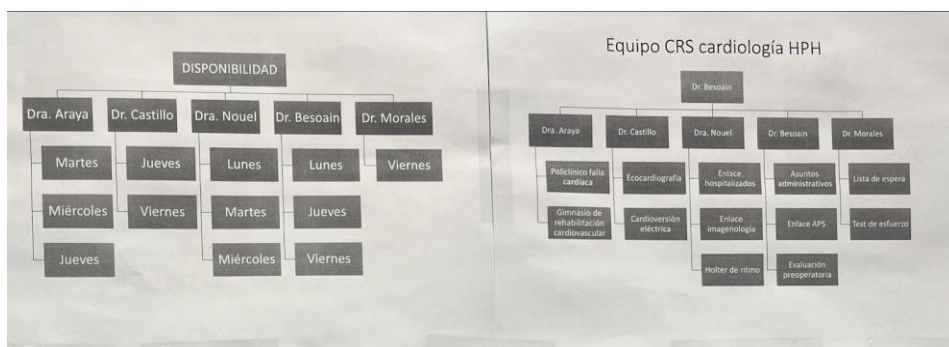 DISPONIBILIDAD
Dra. Araya
Dr. Castillo
Dra. Nouel
Dr. Besoain
Dr. Morales
Martes
Jueves
Lunes
Lunes
Viernes
Miércoles
Viernes
Martes
Jueves
Jueves
Miércoles
Viernes
Equipo CRS cardiología HPH
Dr. Besoain
Dra. Araya
Dr. Castillo
Dra. Nouel
Dr. Besoain
Dr. Morales
Policlínico falla
cardiaca
Ecocardiografía
Enlace
hospitalizados
Asuntos
administrativos
Lista de espera
Gimnasio de
rehabilitación
cardiovascular
Cardioversión
eléctrica
Enlace
imagenología
Enlace APS
Test de esfuerzo
Holter de ritmo
Evaluación
preoperatoria